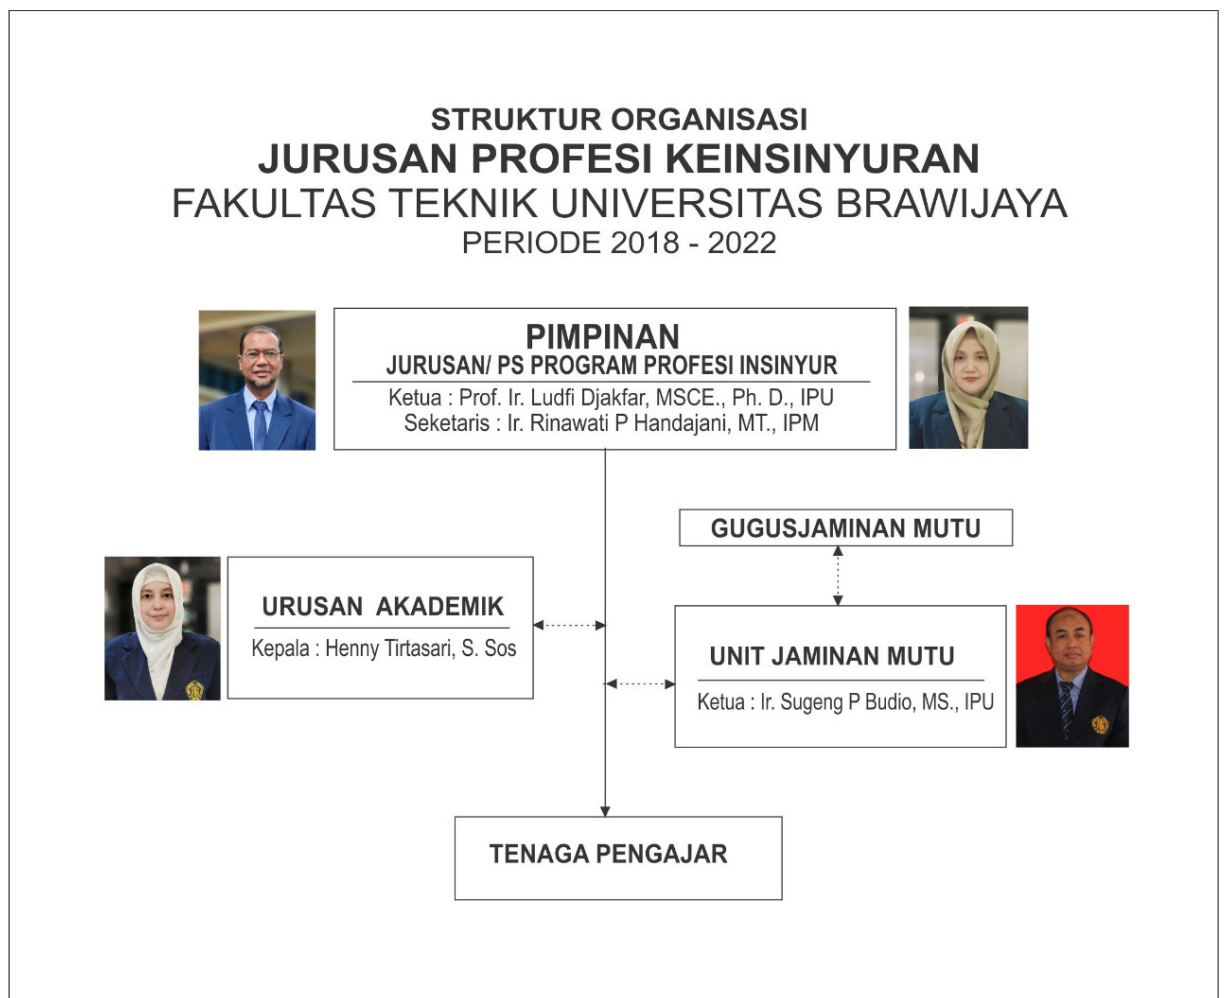 STRUKTUR ORGANISASI
JURUSAN PROFESI KEINSINYURAN
FAKULTAS TEKNIK UNIVERSITAS BRAWIJAYA
PERIODE 2018 - 2022
PIMPINAN
JURUSAN/ PS PROGRAM PROFESI INSINYUR
Ketua : Prof. Ir. Ludfi Djakfar, MSCE., Ph. D., IPU
Seketaris : Ir. Rinawati P Handajani, MT., IPM
GUGUSJAMINAN MUTU
URUSAN AKADEMIK
Kepala : Henny Tirtasari, S. Sos
UNIT JAMINAN MUTU
Ketua : Ir. Sugeng P Budio, MS., IPU
TENAGA PENGAJAR